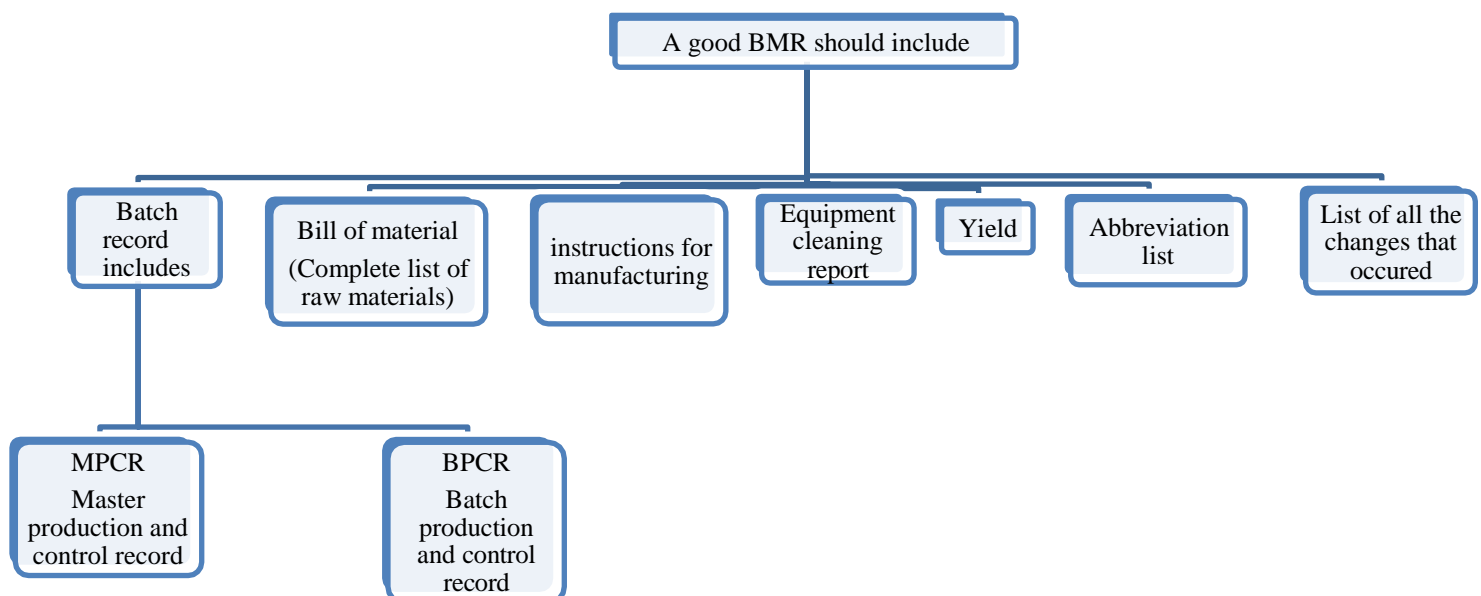 A good BMR should include
Batch
record
includes
Bill of material
(Complete list of
raw materials)
instructions for
manufacturing
Equipment
cleaning
report
Yield
Abbreviation
list
List of all the
changes that
occured
MPCR
Master
production and
control record
BPCR
Batch
production
and control
record